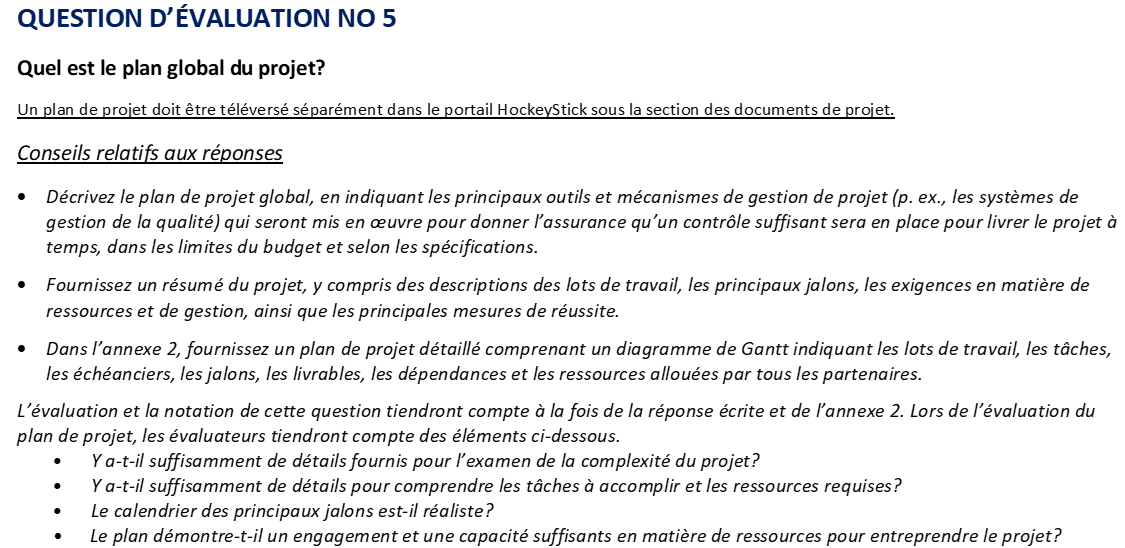 QUESTION D’ÉVALUATION NO 5
Quel est le plan global du projet?
Un plan de projet doit être téléversé séparément dans le portail HockeyStick sous la section des documents de projet.
Conseils relatifs aux réponses
• Décrivez le plan de projet global, en indiquant les principaux outils et mécanismes de gestion de projet (p. ex., les systèmes de
gestion de la qualité) qui seront mis en œuvre pour donner l’assurance qu’un contrôle suffisant sera en place pour livrer le projet à
temps, dans les limites du budget et selon les spécifications.
• Fournissez un résumé du projet, y compris des descriptions des lots de travail, les principaux jalons, les exigences en matière de
ressources et de gestion, ainsi que les principales mesures de réussite.
• Dans l’annexe 2, fournissez un plan de projet détaillé comprenant un diagramme de Gantt indiquant les lots de travail, les tâches,
les échéanciers, les jalons, les livrables, les dépendances et les ressources allouées par tous les partenaires.
L’évaluation et la notation de cette question tiendront compte à la fois de la réponse écrite et de l’annexe 2. Lors de l’évaluation du
plan de projet, les évaluateurs tiendront compte des éléments ci-dessous.
• Y a-t-il suffisamment de détails fournis pour l’examen de la complexité du projet?
• Y a-t-il suffisamment de détails pour comprendre les tâches à accomplir et les ressources requises?
• Le calendrier des principaux jalons est-il réaliste?
• Le plan démontre-t-il un engagement et une capacité suffisants en matière de ressources pour entreprendre le projet?